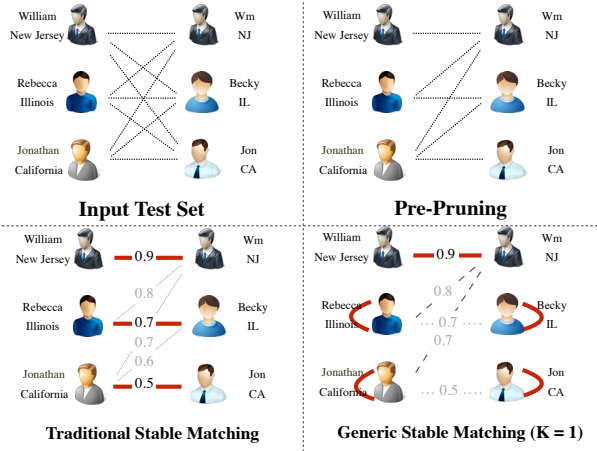 William
New Jersey
Wm
NJ
Rebecca
Illinois
Becky
IL
Jonathan
California
Jon
CA
Input Test Set
William
New Jersey
Wm
NJ
Rebecca
Illinois
Becky
IL
Jonathan
California
Jon
CA
Pre-Pruning
William
New Jersey
0.9
Wm
NJ
0.8
Rebecca
Illinois
0.7
Becky
IL
0.7
0.6
Jonathan
California
0.5
Jon
CA
Traditional Stable Matching
William
New Jersey
0.9
Wm
NJ
0.8
Rebecca
Illinois
0.7
Becky
IL
0.7
Jonathan
California
0.5
Jon
CA
Generic Stable Matching (K = 1)